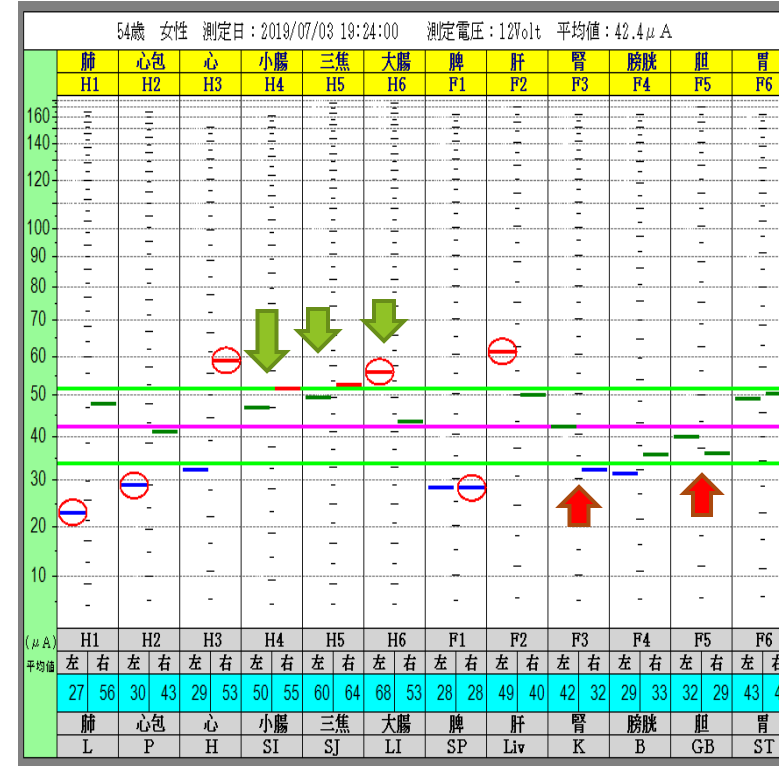 54歳 女性 測定日：2019/07/03 19:24:00 測定電圧：12Volt 平均値：42.4μA
肺 心包 心 小腸 三焦 大腸 脾 肝 腎 膀胱 胆 胃
H1 H2 H3 H4 H5 H6 F1 F2 F3 F4 F5 F6
160
140
120
100
90
80
70
60
50
40
30
20
10
(μA) H1 H2 H3 H4 H5 H6 F1 F2 F3 F4 F5 F6
平均値 左 右 左 右 左 右 左 右 左 右 左 右 左 右 左 右 左 右 左 右 左 右 左
27 56 30 43 29 53 50 55 60 64 68 53 28 28 49 40 42 32 29 33 32 29 43
肺 心包 心 小腸 三焦 大腸 脾 肝 腎 膀胱 胆 胃
L P H SI SJ LI SP Liv K B GB ST